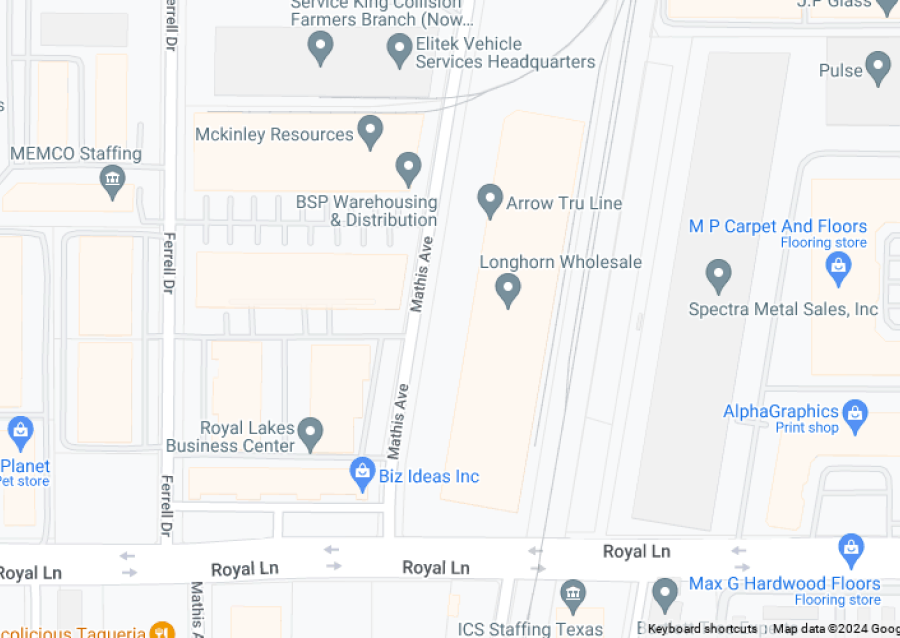 Service King Collision
Farmers Branch (Now...
J.P Glass
Ferrell Dr
Elitek Vehicle
Services Headquarters
Pulse
Mckinley Resources
MEMCO Staffing
BSP Warehousing
& Distribution
Arrow Tru Line
M P Carpet And Floors
Flooring store
Ferrell Dr
Mathis Ave
Longhorn Wholesale
Spectra Metal Sales, Inc
Mathis Ave
AlphaGraphics
Print shop
Royal Lakes
Business Center
Planet
Pet store
Biz Ideas Inc
Ferrell Dr
Royal Ln
Royal Ln
Royal Ln
Royal Ln
Mathis A
Max G Hardwood Floors
Flooring store
colicious Taqueria
ICS Staffing Texas
Keyboard shortcuts
Map data ©2024 Goog